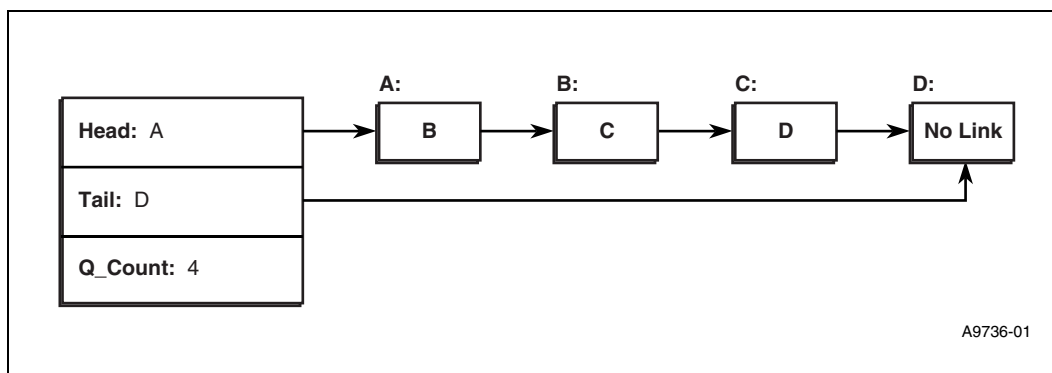 A: B: C: D:
Head: A B C D No Link
Tail: D
Q_Count: 4
A9736-01